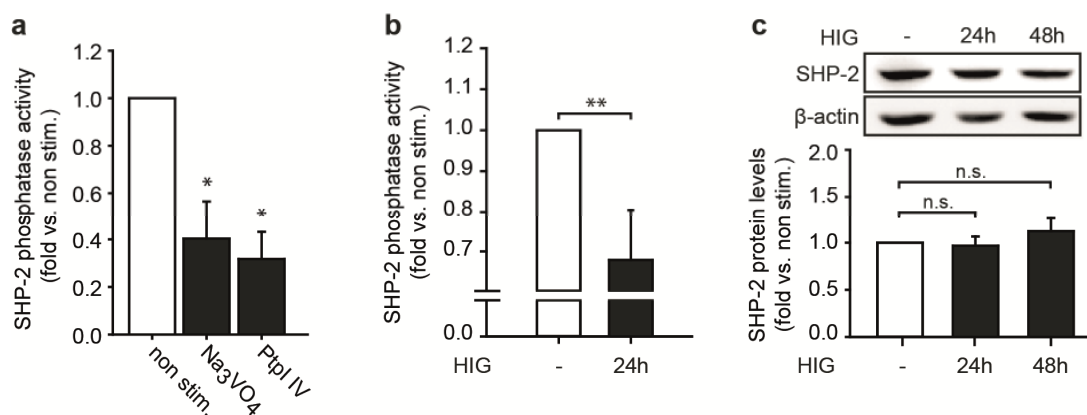 a
SHP-2 phosphatase activity
(fold vs. non stim.)
1.2
1.0
0.8
0.6
0.4
0.2
0.0
*
*
non stim.
Na3VO4
PtpI IV
b
SHP-2 phosphatase activity
(fold vs. non stim.)
1.2
1.1
1.0
0.9
0.8
0.7
0.0
**
HIG - 24h
c
HIG - 24h 48h
SHP-2
β-actin
SHP-2 protein levels
(fold vs. non stim.)
2.0
1.5
1.0
0.5
0.0
n.s.
n.s.
HIG - 24h 48h